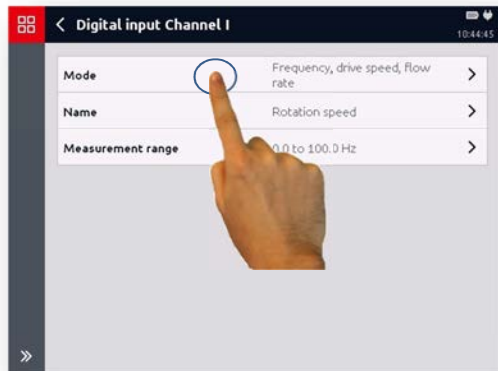 Digital input Channel I
10:44:45
Mode
Frequency, drive speed, flow
rate
Name
Rotation speed
Measurement range
0.0 to 100.0 Hz